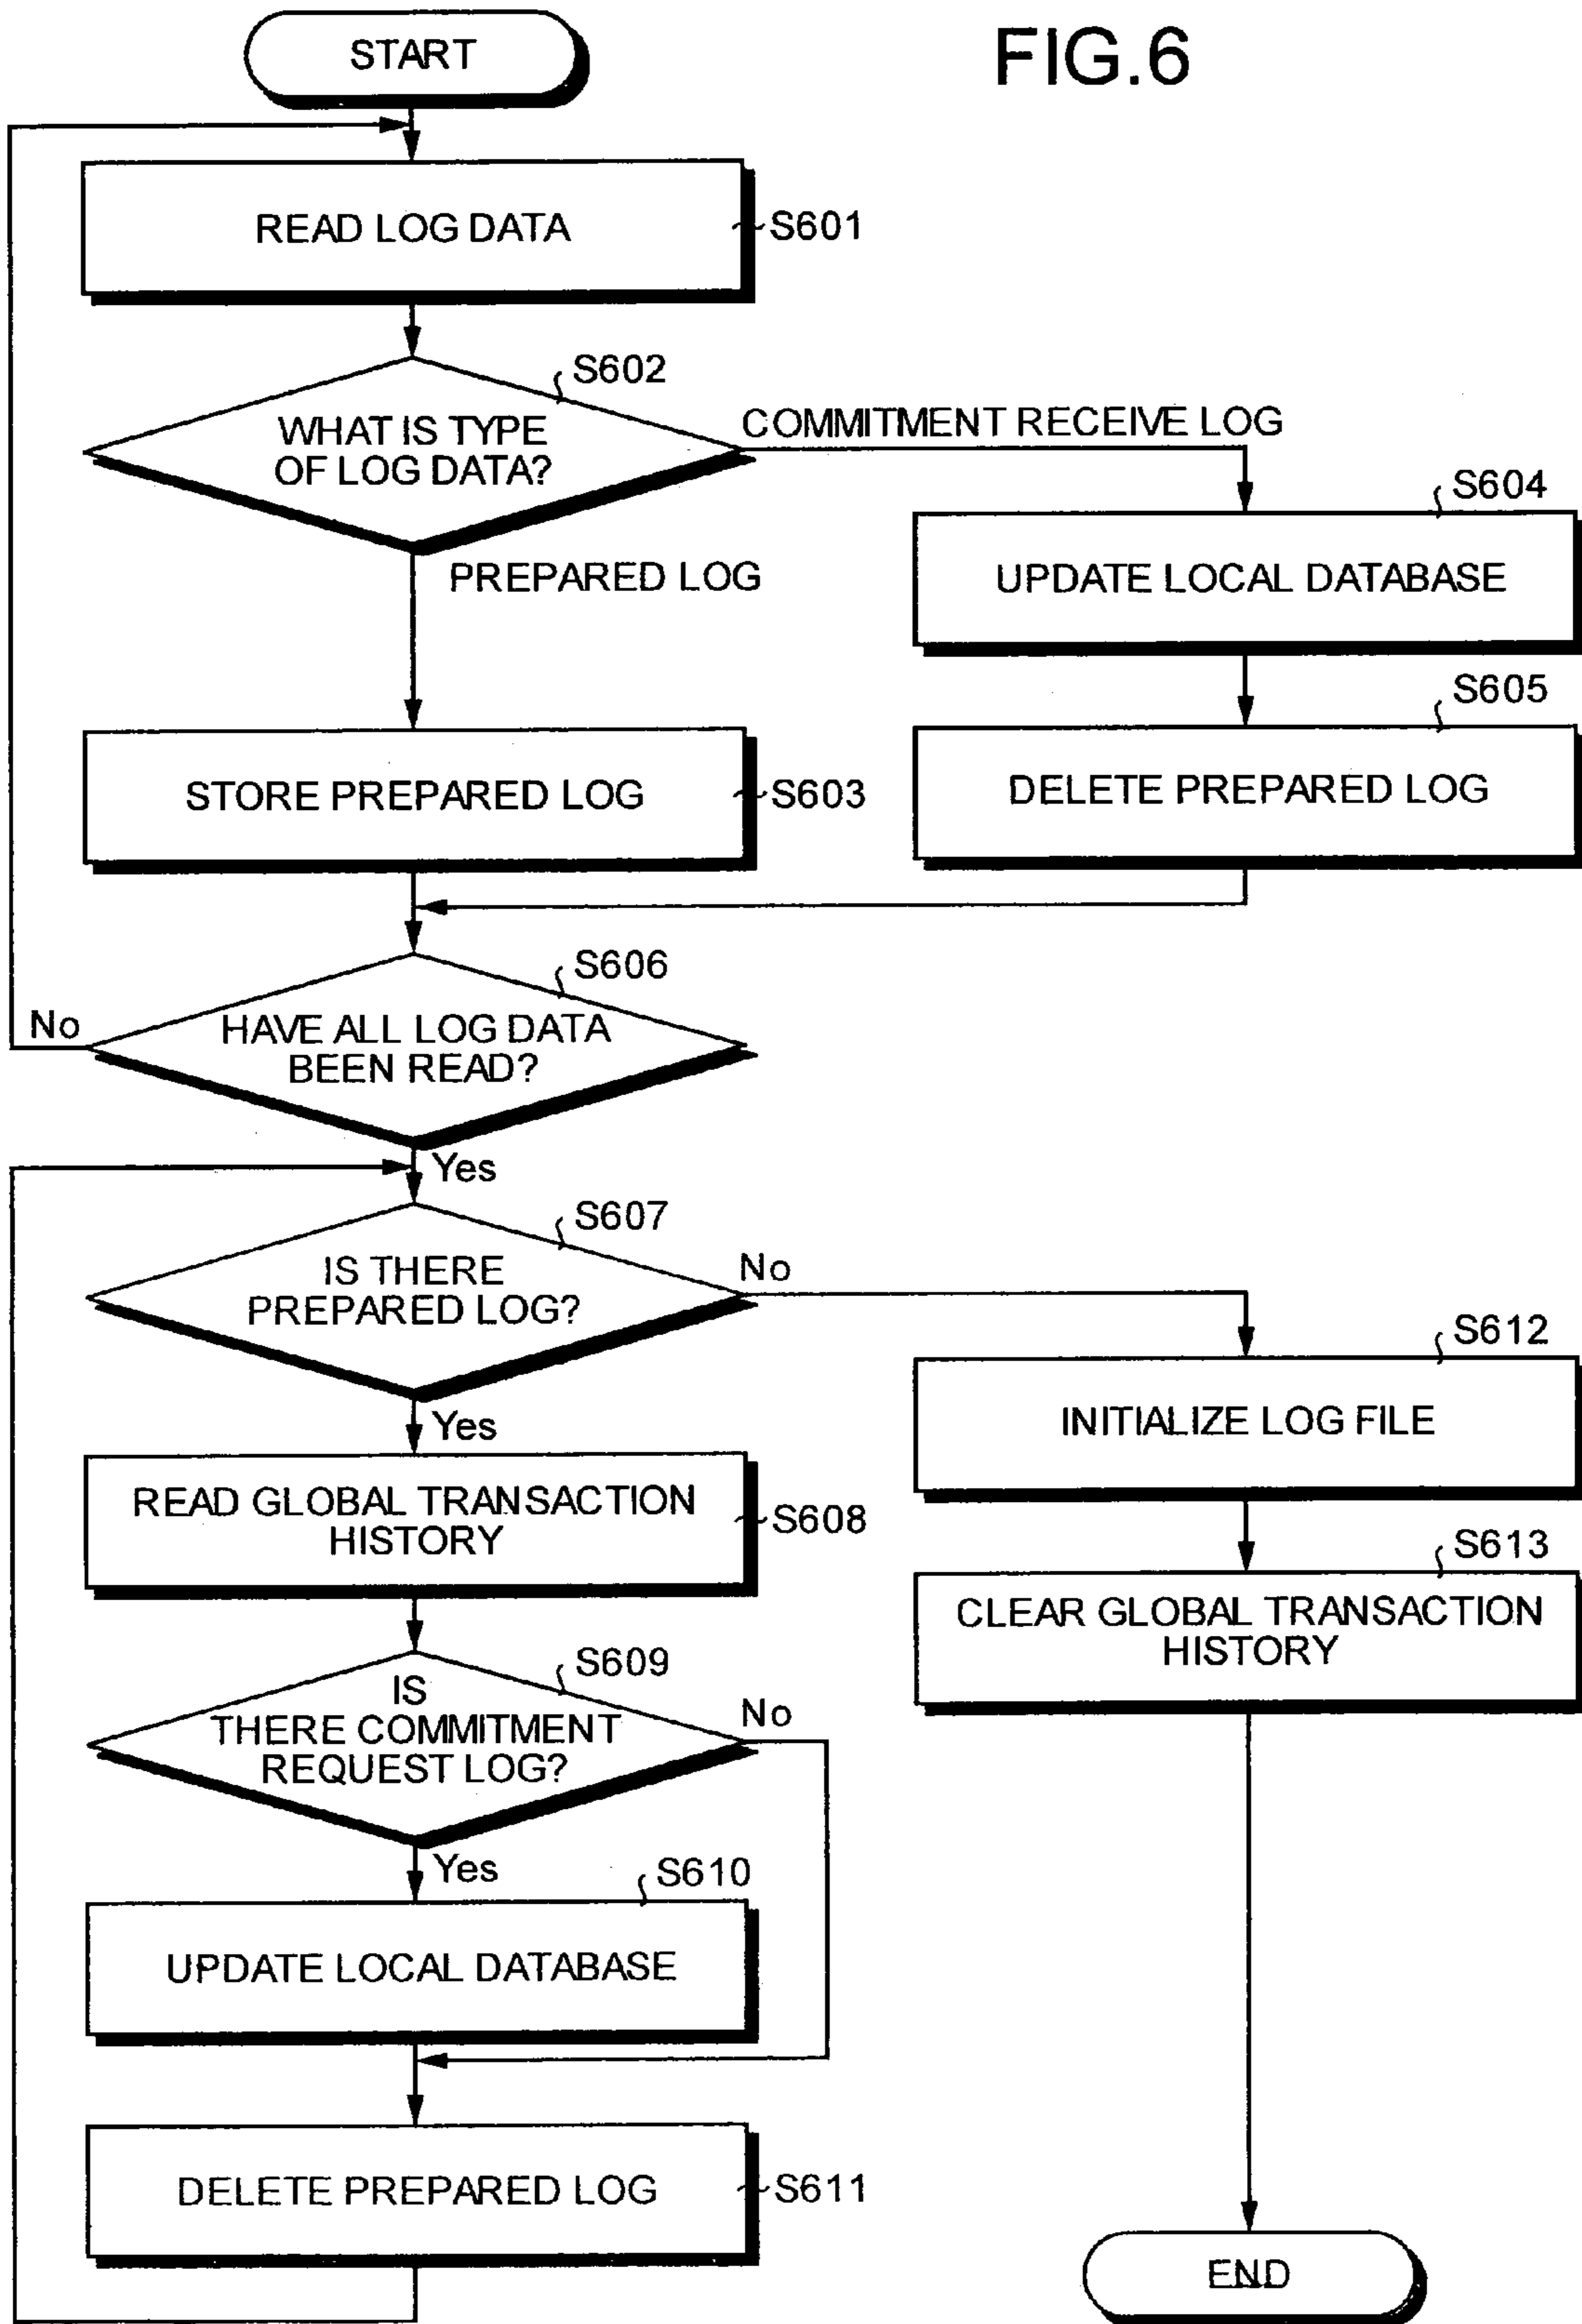 FIG.6
START
READ LOG DATA
S601
S602
WHAT IS TYPE
OF LOG DATA?
COMMITMENT RECEIVE LOG
PREPARED LOG
S604
UPDATE LOCAL DATABASE
S603
STORE PREPARED LOG
S605
DELETE PREPARED LOG
S606
HAVE ALL LOG DATA
BEEN READ?
No
Yes
S607
IS THERE
PREPARED LOG?
No
Yes
S612
INITIALIZE LOG FILE
READ GLOBAL TRANSACTION
HISTORY
S608
S613
CLEAR GLOBAL TRANSACTION
HISTORY
S609
IS
THERE COMMITMENT
REQUEST LOG?
No
Yes
S610
UPDATE LOCAL DATABASE
DELETE PREPARED LOG
S611
END